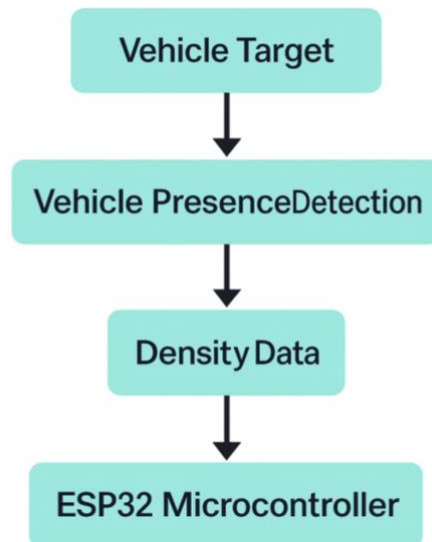 Vehicle Target
Vehicle PresenceDetection
Density Data
ESP32 Microcontroller